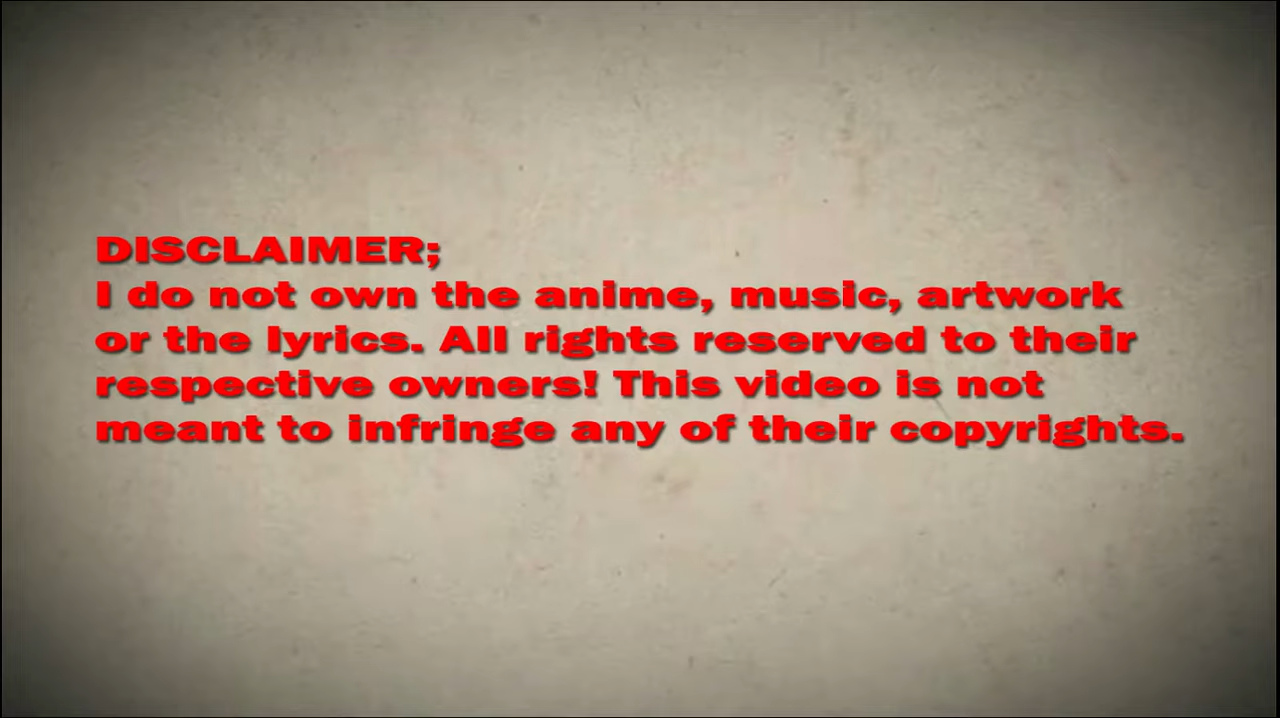 DISCLAIMER;
I do not own the anime, music, artwork
or the lyrics. All rights reserved to their
respective owners! This video is not
meant to infringe any of their copyrights.